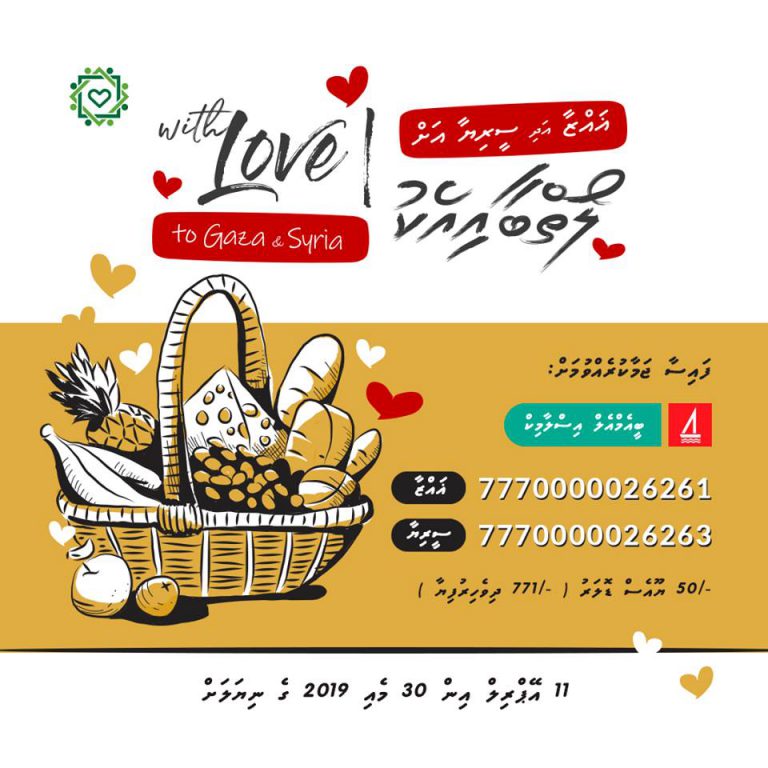 with
Love
to Gaza & Syria
ޣައްޒާ އަދި ސީރިޔާ އަށް
ލޯތްބާއިއެކު
ފައިސާ ޖަމާކުރެއްވުމަށް:
ބީއެމްއެލް އިސްލާމިކް
ޣައްޒާ 7770000026261
ސީރިޔާ 7770000026263
-/50 ޔޫއެސް ޑޮލަރު ( -/771 ދިވެހިރުފިޔާ )
11 އޭޕްރިލް އިން 30 މެއި 2019 ގެ ނިޔަލަށް